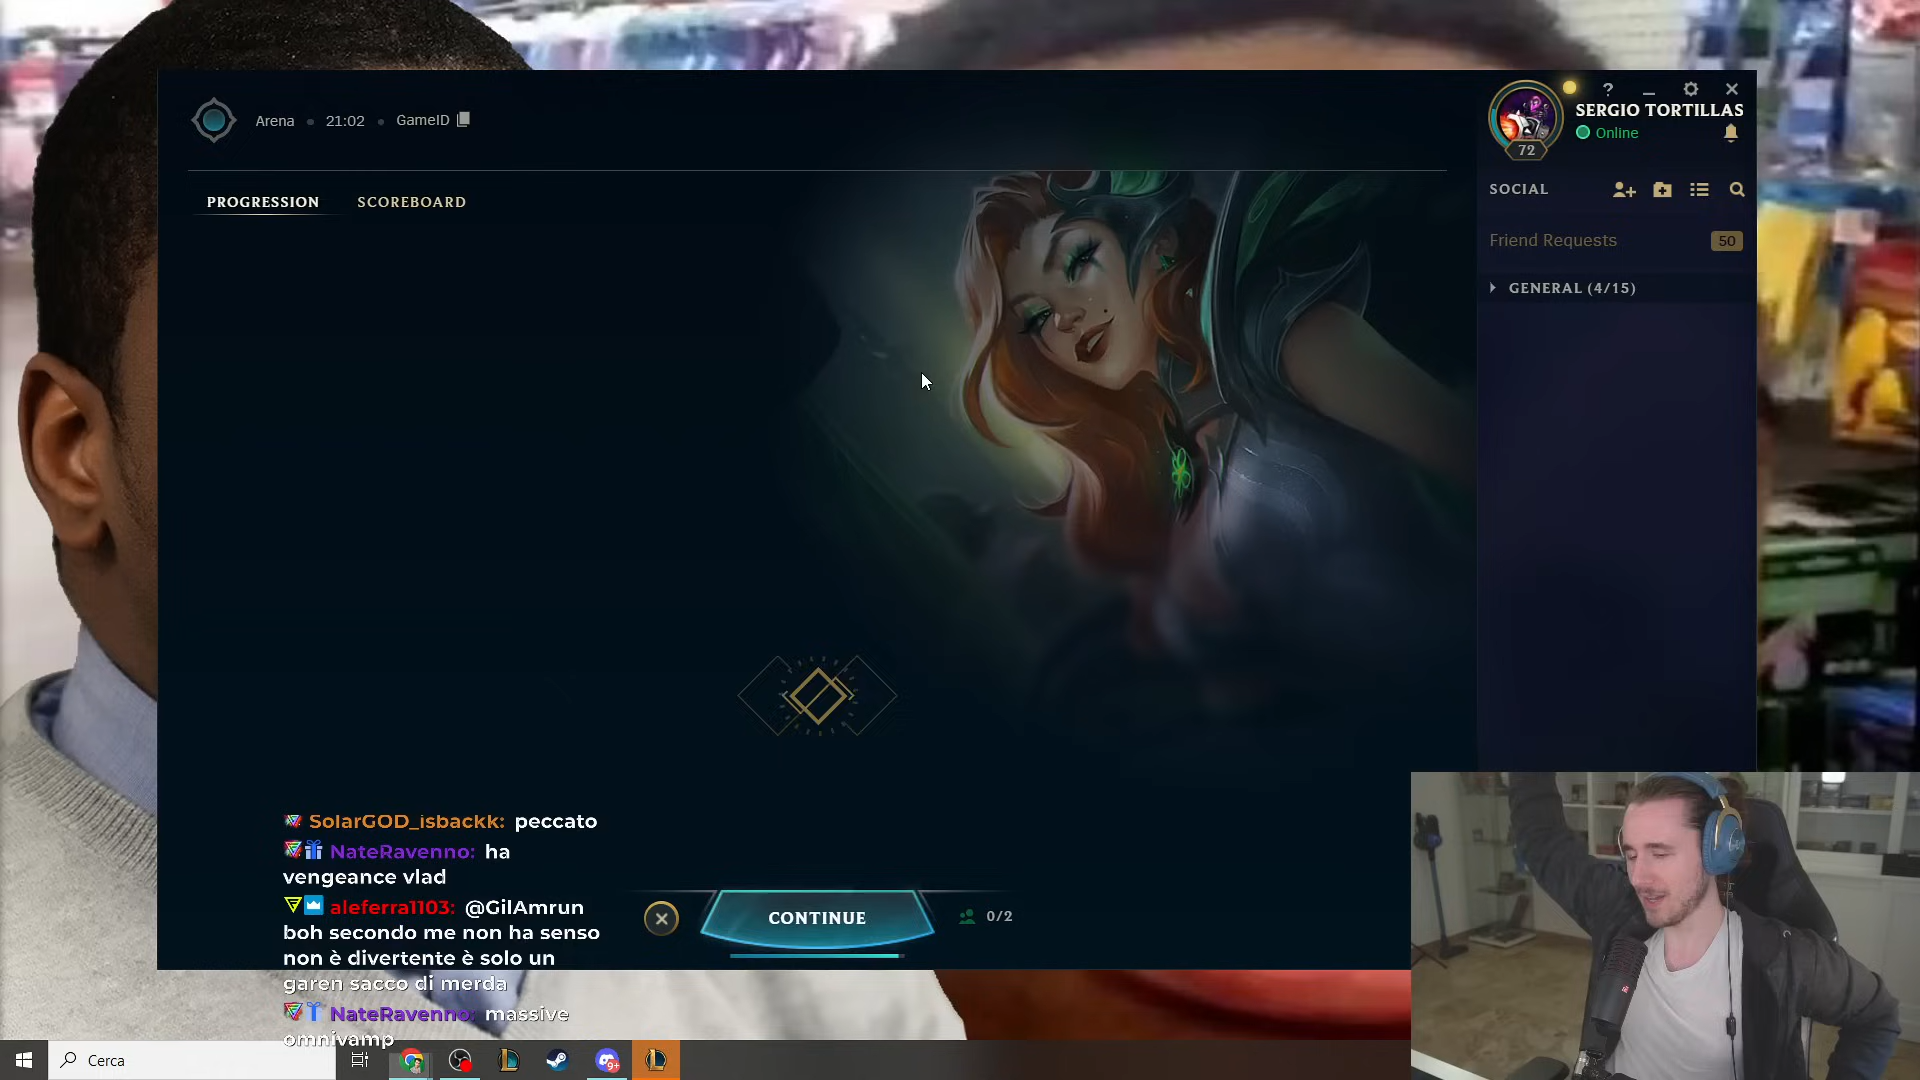 Arena • 21:02 • GameID
SERGIO TORTILLAS
Online
72
PROGRESSION SCOREBOARD
SOCIAL
Friend Requests 50
GENERAL (4/15)
SolarGOD_isbackk: peccato
NateRavenno: ha
vengeance vlad
aleferra1103: @GilAmrun
boh secondo me non ha senso
non è divertente è solo un
garen sacco di merda
NateRavenno: massive
omnivamp
CONTINUE 0/2
Cerca
9+